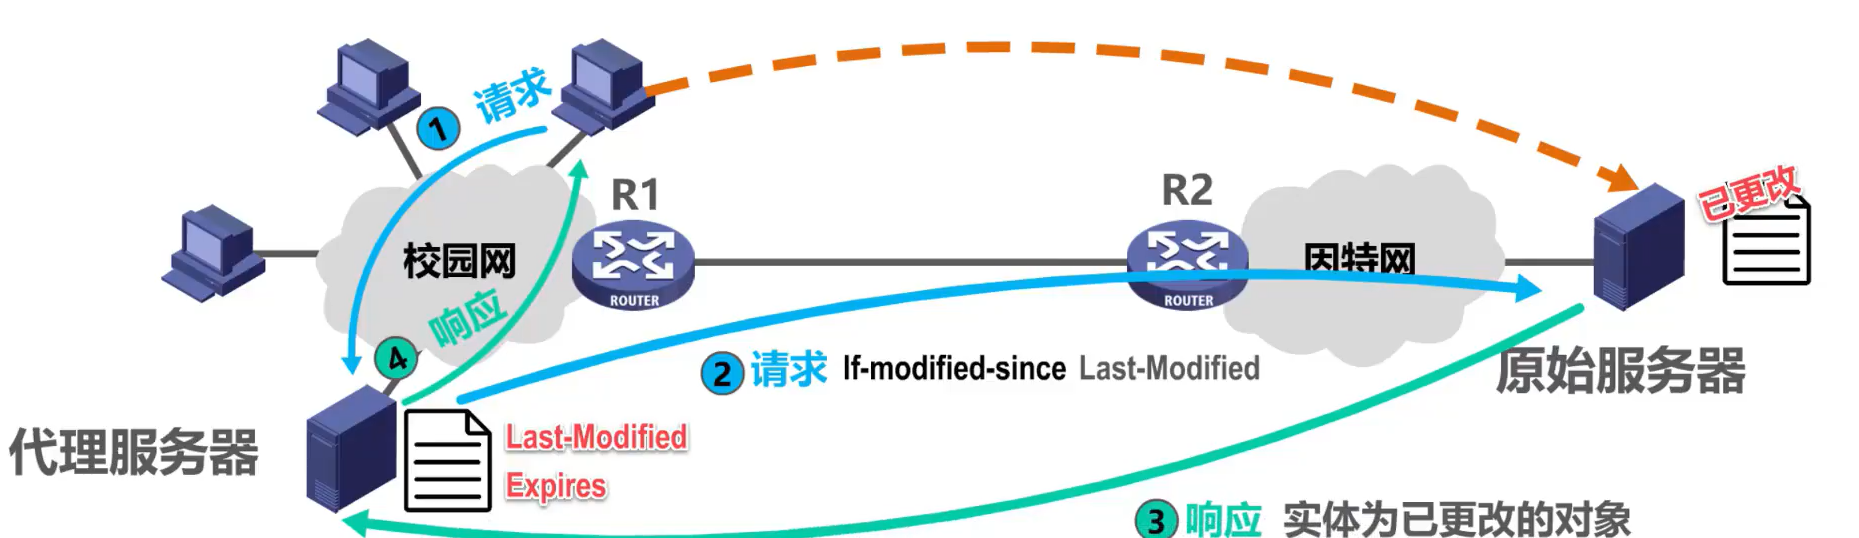 1 请求
R1
R2
已更改
校园网
ROUTER
ROUTER
因特网
4 响应
2 请求 If-modified-since Last-Modified
原始服务器
代理服务器
Last-Modified
Expires
3 响应 实体为已更改的对象